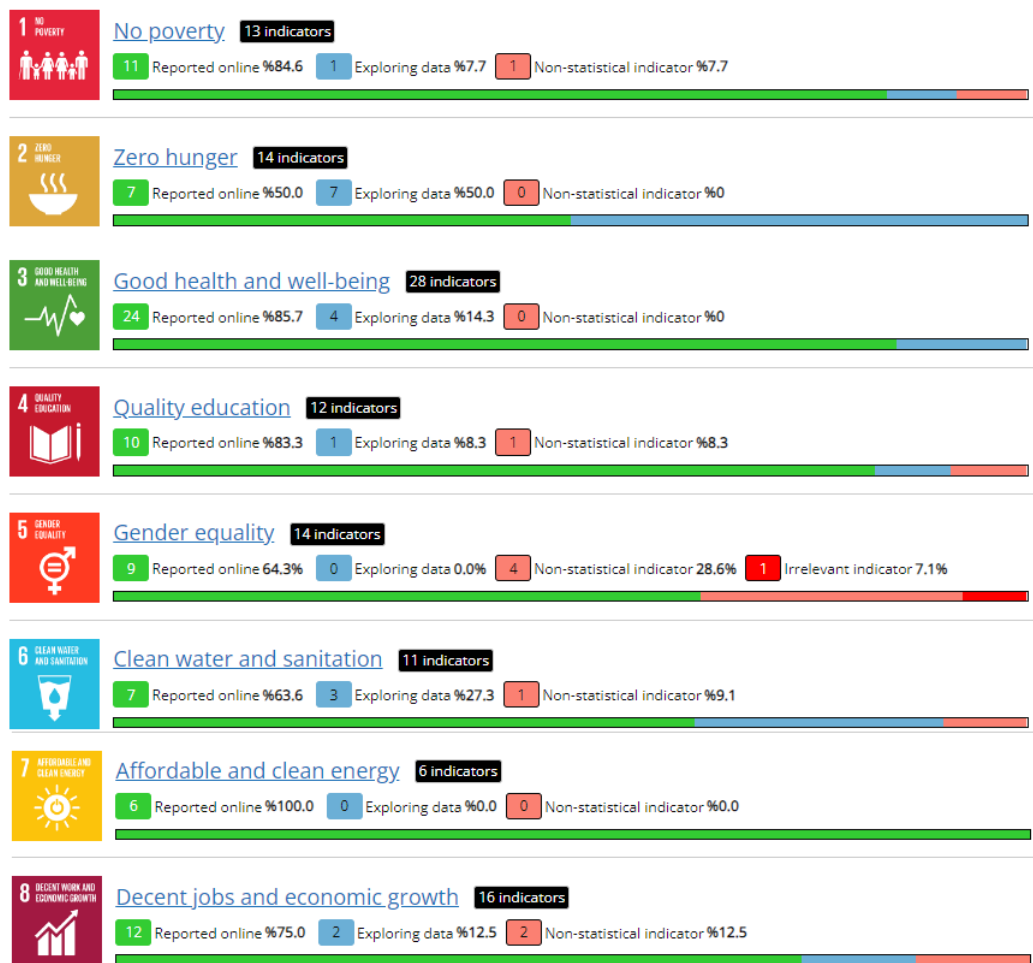 1 NO POVERTY
No poverty 13 indicators
11 Reported online %84.6 1 Exploring data %7.7 1 Non-statistical indicator %7.7
2 ZERO HUNGER
Zero hunger 14 indicators
7 Reported online %50.0 7 Exploring data %50.0 0 Non-statistical indicator %0
3 GOOD HEALTH AND WELL-BEING
Good health and well-being 28 indicators
24 Reported online %85.7 4 Exploring data %14.3 0 Non-statistical indicator %0
4 QUALITY EDUCATION
Quality education 12 indicators
10 Reported online %83.3 1 Exploring data %8.3 1 Non-statistical indicator %8.3
5 GENDER EQUALITY
Gender equality 14 indicators
9 Reported online 64.3% 0 Exploring data 0.0% 4 Non-statistical indicator 28.6% 1 Irrelevant indicator 7.1%
6 CLEAN WATER AND SANITATION
Clean water and sanitation 11 indicators
7 Reported online %63.6 3 Exploring data %27.3 1 Non-statistical indicator %9.1
7 AFFORDABLE AND CLEAN ENERGY
Affordable and clean energy 6 indicators
6 Reported online %100.0 0 Exploring data %0.0 0 Non-statistical indicator %0.0
8 DECENT WORK AND ECONOMIC GROWTH
Decent jobs and economic growth 16 indicators
12 Reported online %75.0 2 Exploring data %12.5 2 Non-statistical indicator %12.5